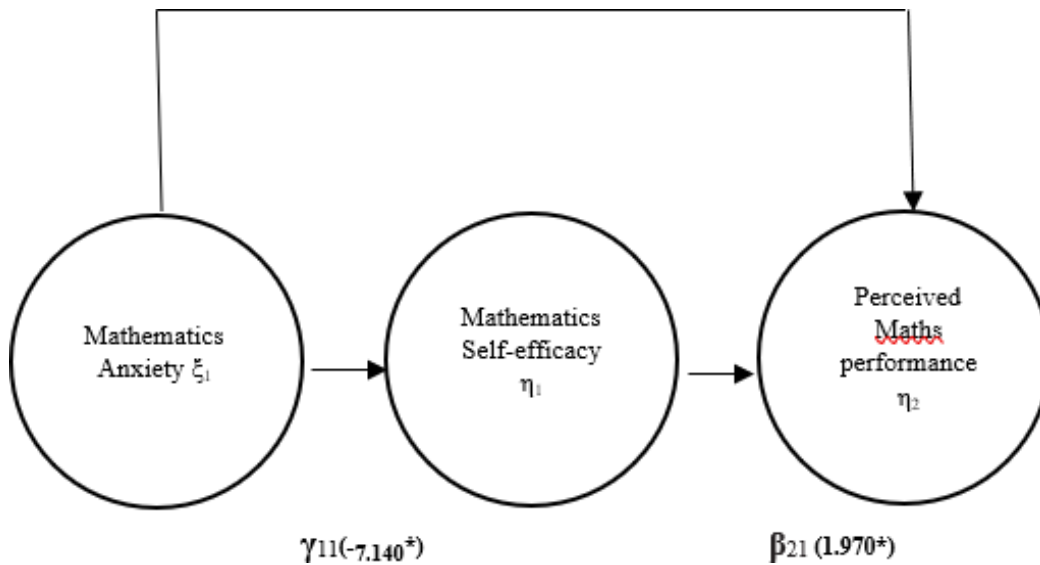 Mathematics
Anxiety ξ₁
Mathematics
Self-efficacy
η₁
Perceived
Maths
performance
η₂
γ11(-7.140*)
β21 (1.970*)